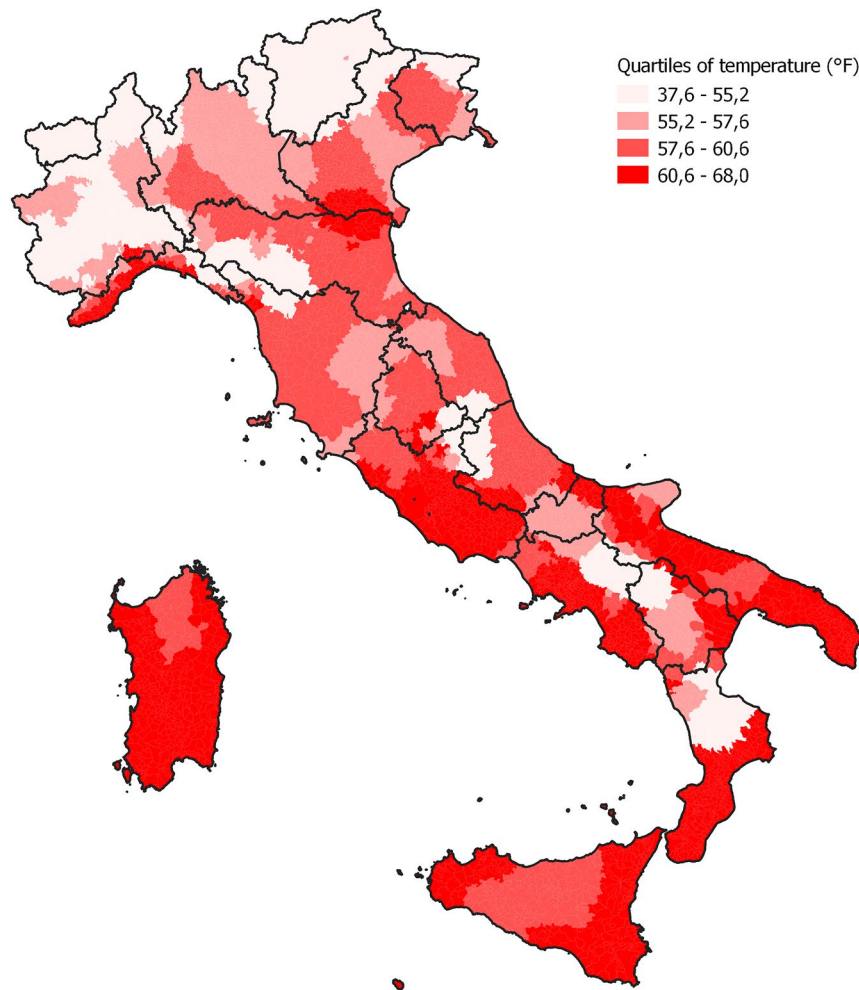 Quartiles of temperature (°F)
37,6 - 55,2
55,2 - 57,6
57,6 - 60,6
60,6 - 68,0